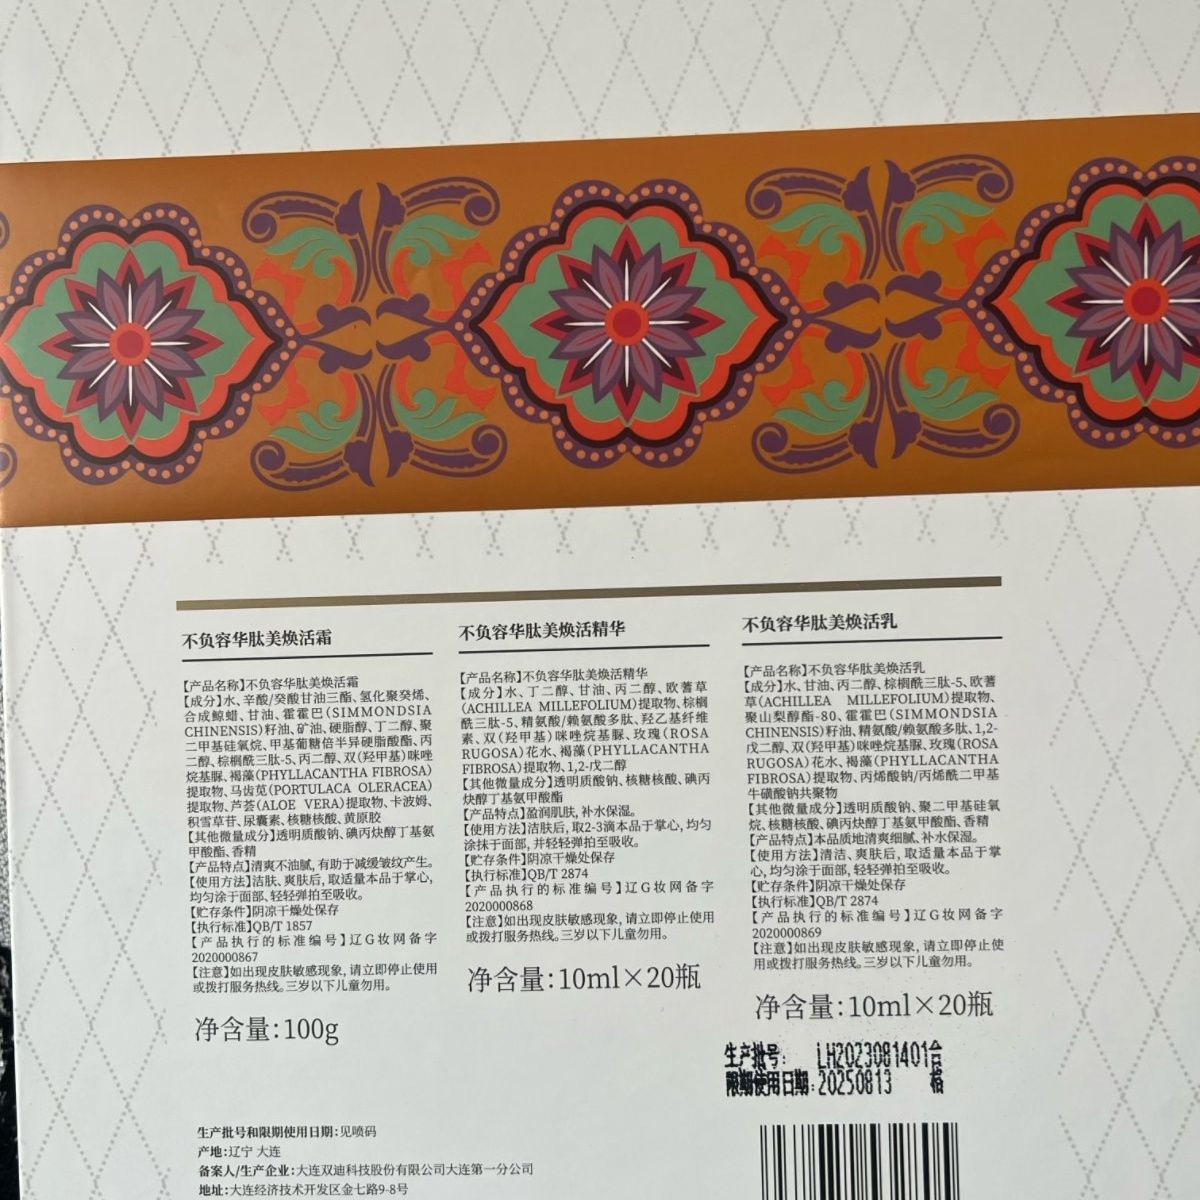 不负容华肽美焕活霜
【产品名称】不负容华肽美焕活霜
【成分】水、辛酸/癸酸甘油三酯、氢化聚癸烯、
合成鲸蜡、甘油、霍霍巴(SIMMONDSIA
CHINENSIS)籽油、矿油、硬脂醇、丁二醇、聚
二甲基硅氧烷、甲基葡糖倍半异硬脂酸酯、丙
二醇、棕榈酰三肽-5、丙二醇、双(羟甲基)咪唑
烷基脲、褐藻(PHYLLACANTHA FIBROSA)
提取物、马齿苋(PORTULACA OLERACEA)
提取物、芦荟(ALOE VERA)提取物、卡波姆、
积雪草苷、尿囊素、核糖核酸、黄原胶
【其他微量成分】透明质酸钠、碘丙炔醇丁基氨
甲酸酯、香精
【产品特点】清爽不油腻,有助于减缓皱纹产生。
【使用方法】洁肤、爽肤后,取适量本品于掌心,
均匀涂于面部、轻轻弹拍至吸收。
【贮存条件】阴凉干燥处保存
【执行标准】QB/T 1857
【产品执行的标准编号】辽G妆网备字
2020000867
【注意】如出现皮肤敏感现象,请立即停止使用
或拨打服务热线。三岁以下儿童勿用。
净含量:100g
不负容华肽美焕活精华
【产品名称】不负容华肽美焕活精华
【成分】水、丁二醇、甘油、丙二醇、欧蓍草
(ACHILLEA MILLEFOLIUM)提取物、棕榈
酰三肽-5、精氨酸/赖氨酸多肽、羟乙基纤维
素、双(羟甲基)咪唑烷基脲、玫瑰(ROSA
RUGOSA)花水、褐藻(PHYLLACANTHA
FIBROSA)提取物、1,2-戊二醇
【其他微量成分】透明质酸钠、核糖核酸、碘丙
炔醇丁基氨甲酸酯
【产品特点】盈润肌肤,补水保湿。
【使用方法】洁肤后,取2-3滴本品于掌心,均匀
涂抹于面部,并轻轻弹拍至吸收。
【贮存条件】阴凉干燥处保存
【执行标准】QB/T 2874
【产品执行的标准编号】辽G妆网备字
2020000868
【注意】如出现皮肤敏感现象,请立即停止使用
或拨打服务热线。三岁以下儿童勿用。
净含量:10ml×20瓶
不负容华肽美焕活乳
【产品名称】不负容华肽美焕活乳
【成分】水、甘油、丙二醇、棕榈酰三肽-5、欧蓍
草(ACHILLEA MILLEFOLIUM)提取物、
聚山梨醇酯-80、霍霍巴(SIMMONDSIA
CHINENSIS)籽油、精氨酸/赖氨酸多肽、1,2-
戊二醇、双(羟甲基)咪唑烷基脲、玫瑰(ROSA
RUGOSA)花水、褐藻(PHYLLACANTHA
FIBROSA)提取物、丙烯酸钠/丙烯酰二甲基
牛磺酸钠共聚物
【其他微量成分】透明质酸钠、聚二甲基硅氧
烷、核糖核酸、碘丙炔醇丁基氨甲酸酯、香精
【产品特点】本品质地清爽细腻、补水保湿。
【使用方法】清洁、爽肤后,取适量本品于掌
心,均匀涂于面部,轻轻弹拍至吸收。
【贮存条件】阴凉干燥处保存
【执行标准】QB/T 2874
【产品执行的标准编号】辽G妆网备字
2020000869
【注意】如出现皮肤敏感现象,请立即停止使
用或拨打服务热线。三岁以下儿童勿用。
净含量:10ml×20瓶
生产批号: LH2023081401合
限期使用日期:20250813 格
生产批号和限期使用日期:见喷码
产地:辽宁 大连
备案人/生产企业:大连双迪科技股份有限公司大连第一分公司
地址:大连经济技术开发区金七路9-8号